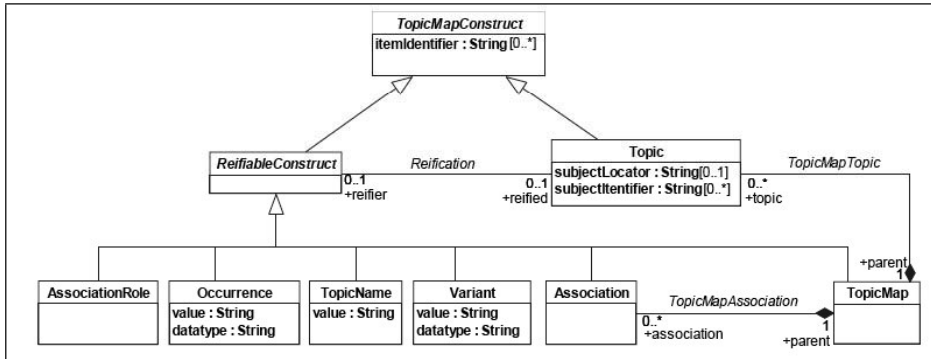 TopicMapConstruct
itemIdentifier : String[0..*]
ReifiableConstruct
Reification
0..1
+reifier
0..1
+reified
Topic
subjectLocator : String[0..1]
subjectItentifier : String[0..*]
TopicMapTopic
0..*
+topic
+parent
1
AssociationRole
Occurrence
value : String
datatype : String
TopicName
value : String
Variant
value : String
datatype : String
Association
TopicMapAssociation
0..*
+association
1
+parent
TopicMap